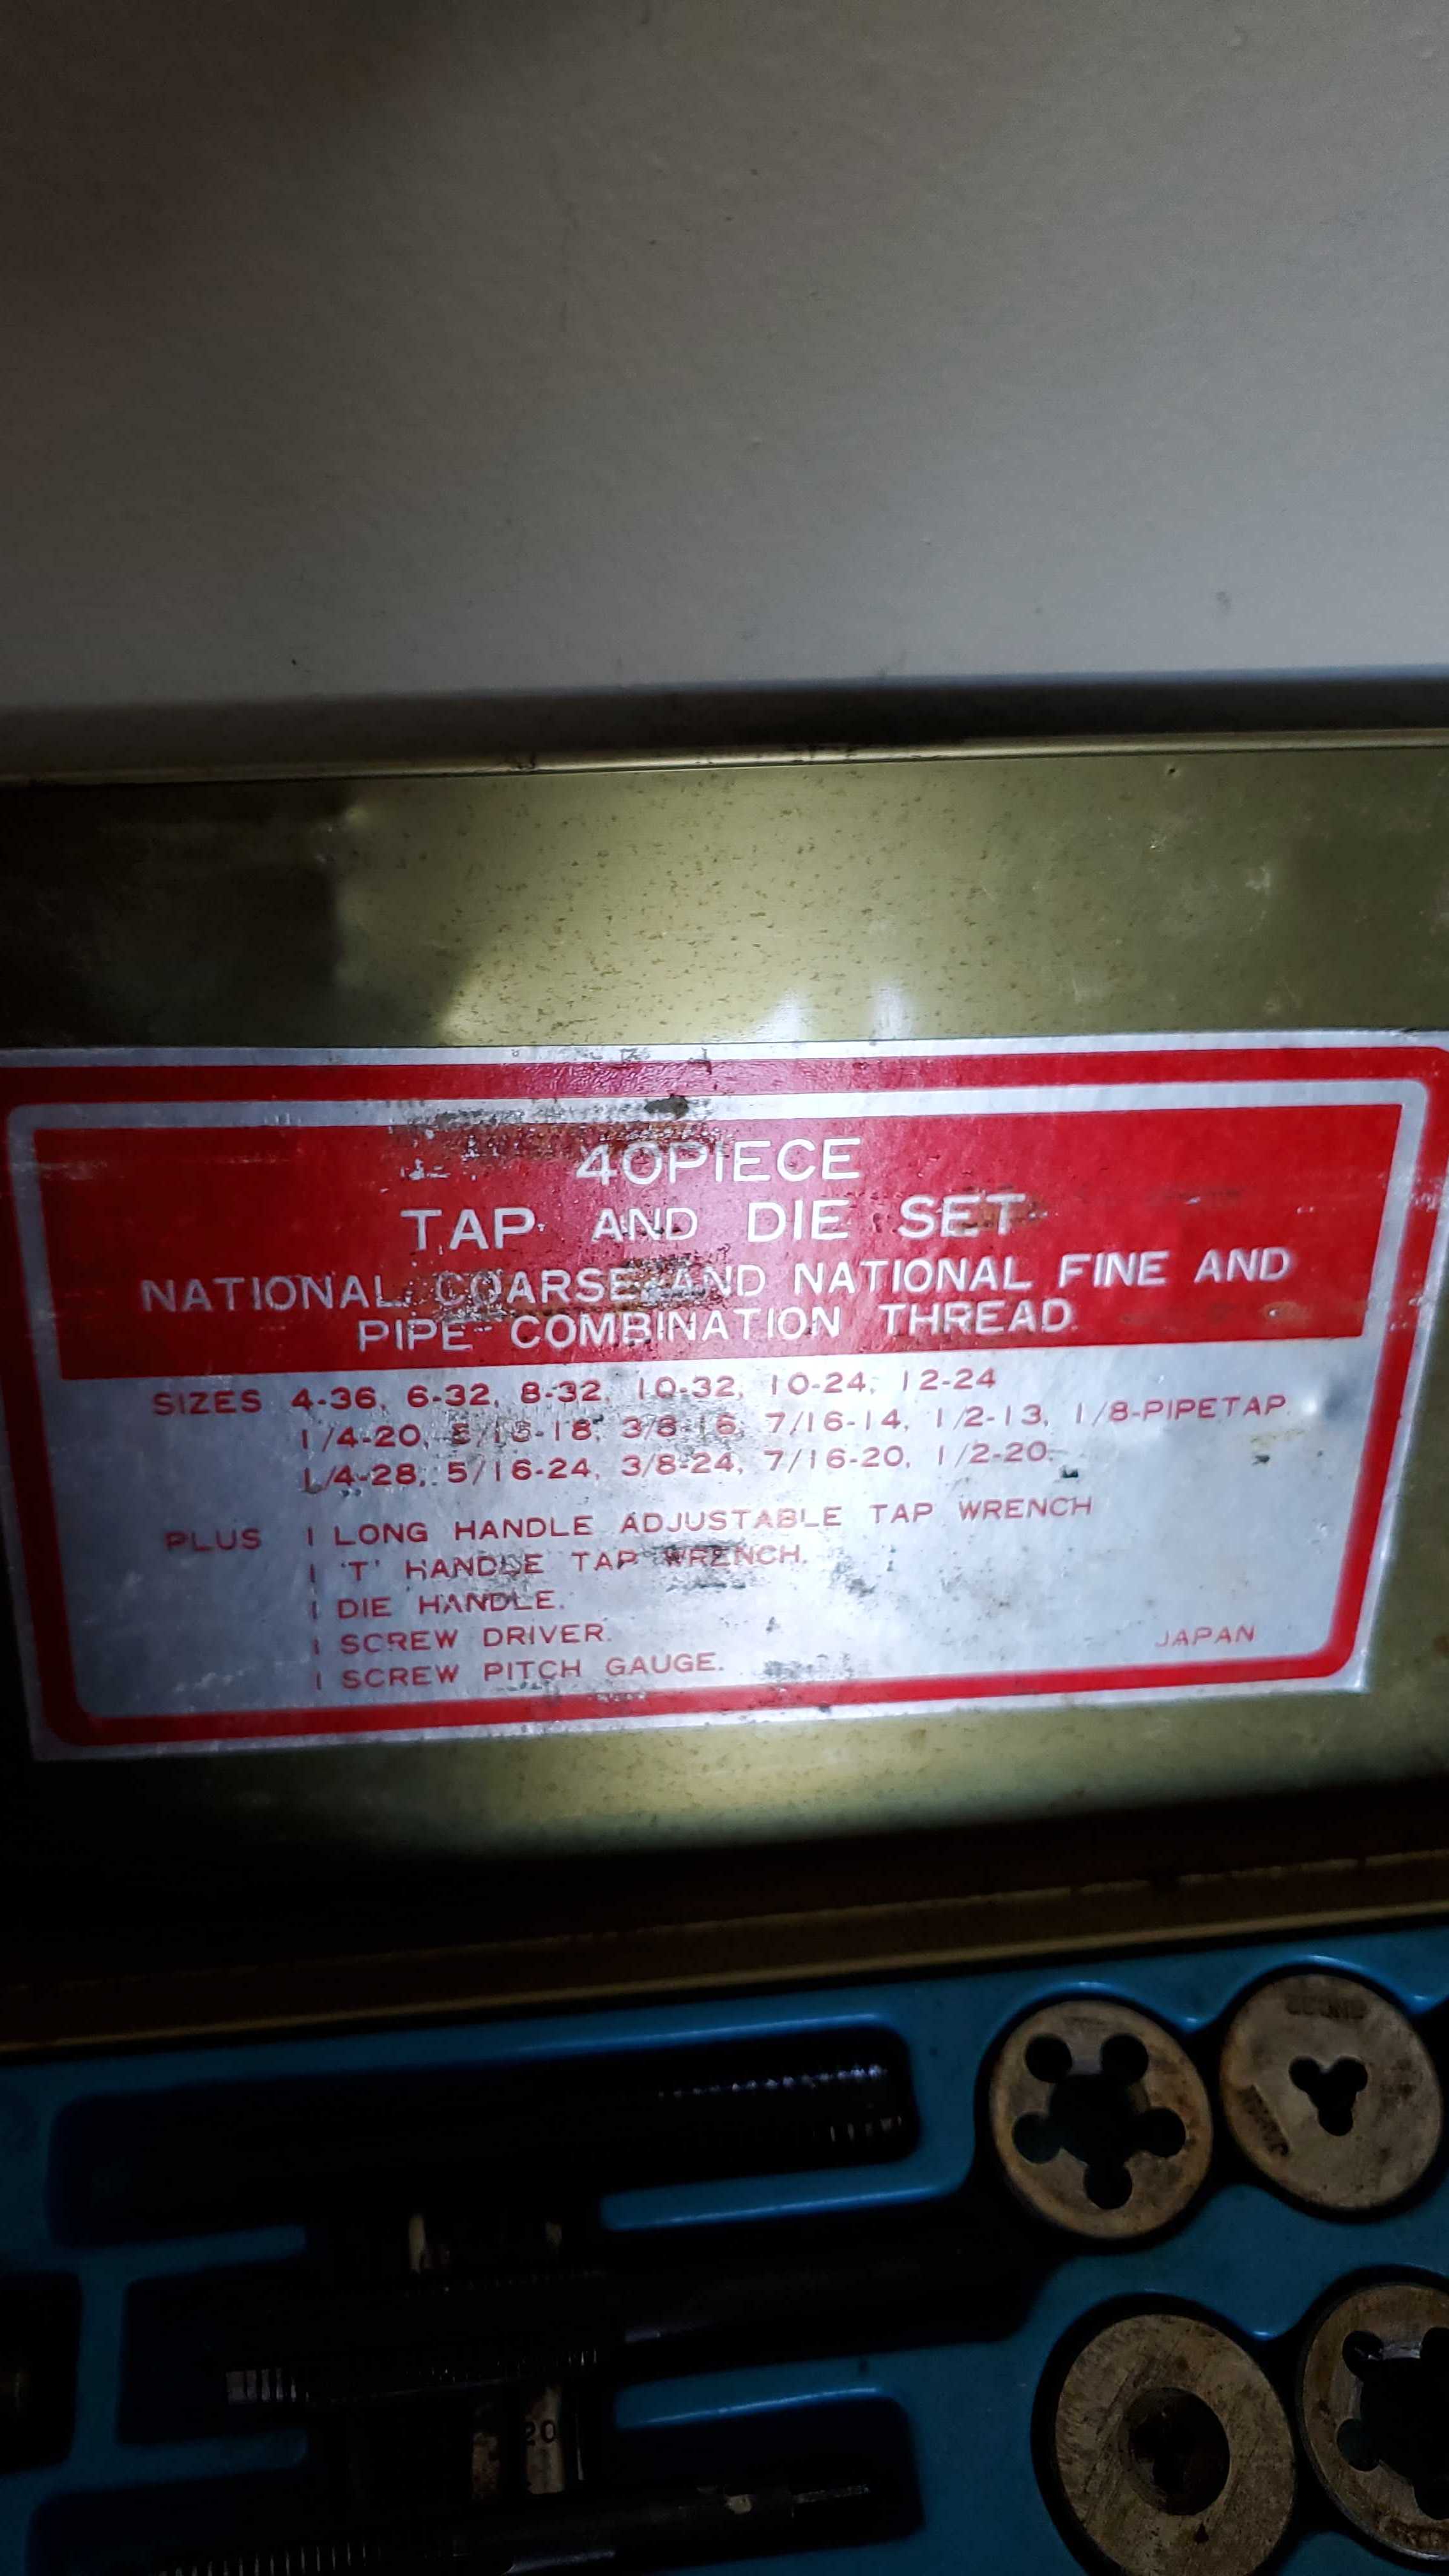 40PIECE
TAP AND DIE SET
NATIONAL COARSE AND NATIONAL FINE AND
PIPE COMBINATION THREAD
SIZES 4-36, 6-32, 8-32, 10-32, 10-24, 12-24
1/4-20, 5/16-18, 3/8-16, 7/16-14, 1/2-13, 1/8-PIPETAP.
1/4-28, 5/16-24, 3/8-24, 7/16-20, 1/2-20,
PLUS 1 LONG HANDLE ADJUSTABLE TAP WRENCH
1 'T' HANDLE TAP WRENCH.
1 DIE HANDLE.
1 SCREW DRIVER.
1 SCREW PITCH GAUGE.
JAPAN
20